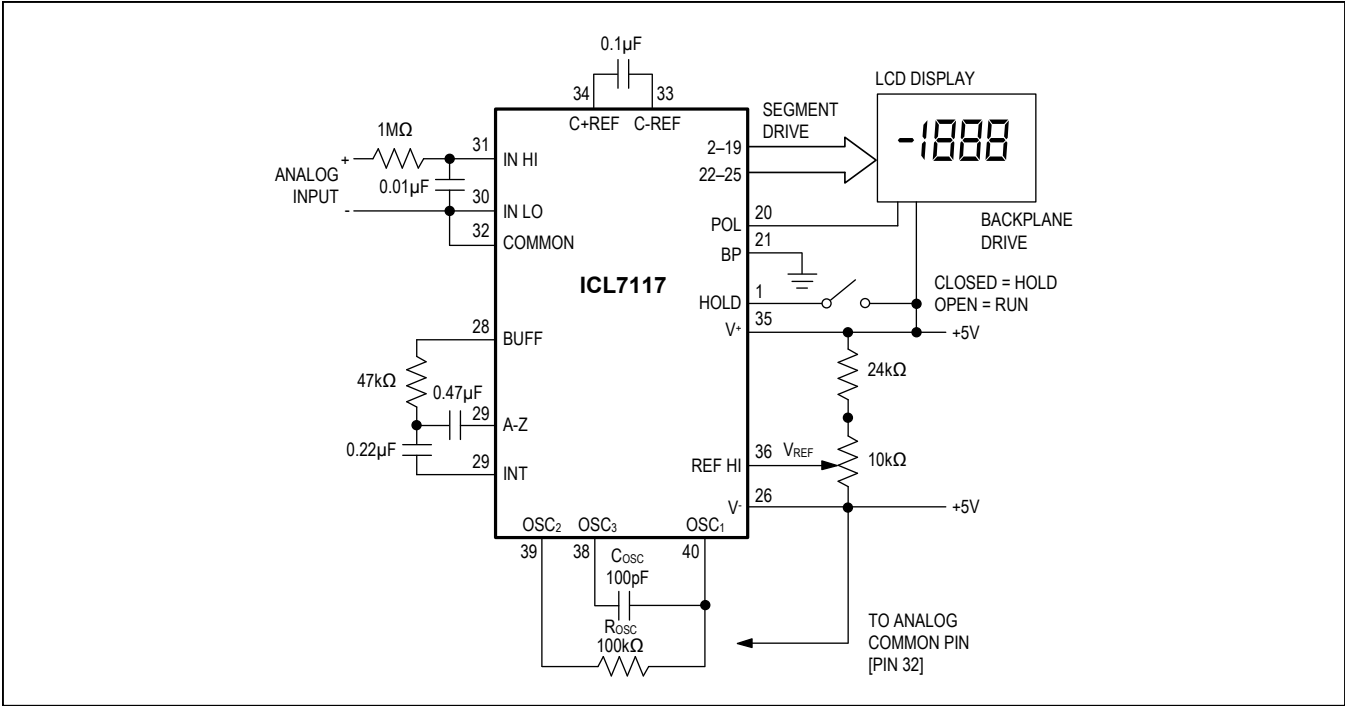 0.1µF
34
33
C+REF
C-REF
LCD DISPLAY
-1888
SEGMENT
DRIVE
2–19
22–25
1MΩ
31
IN HI
+
ANALOG
INPUT
-
0.01µF
30
IN LO
32
COMMON
POL
20
BP
21
BACKPLANE
DRIVE
ICL7117
HOLD
1
CLOSED = HOLD
OPEN = RUN
V+
35
+5V
28
BUFF
47kΩ
0.47µF
29
A-Z
0.22µF
29
INT
24kΩ
REF HI
36
VREF
10kΩ
V-
26
+5V
OSC2
OSC3
OSC1
39
38
40
COSC
100pF
ROSC
100kΩ
TO ANALOG
COMMON PIN
[PIN 32]